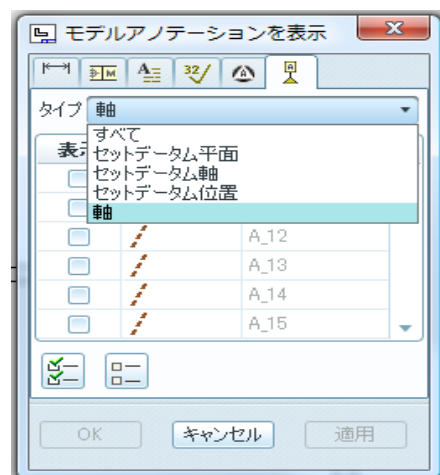 モデルアノテーションを表示
タイプ 軸
すべて
セットデータム平面
セットデータム軸
セットデータム位置
軸
表示
A_12
A_13
A_14
A_15
OK キャンセル 適用